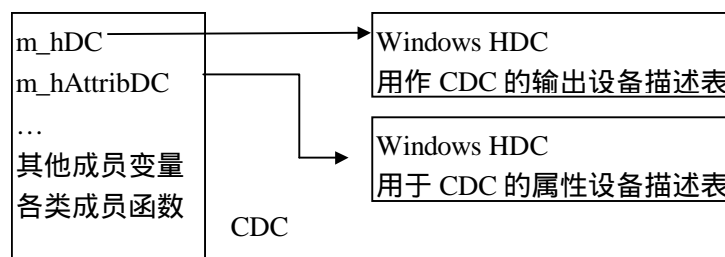 m_hDC
m_hAttribDC
…
其他成员变量
各类成员函数
CDC
Windows HDC
用作 CDC 的输出设备描述表
Windows HDC
用于 CDC 的属性设备描述表